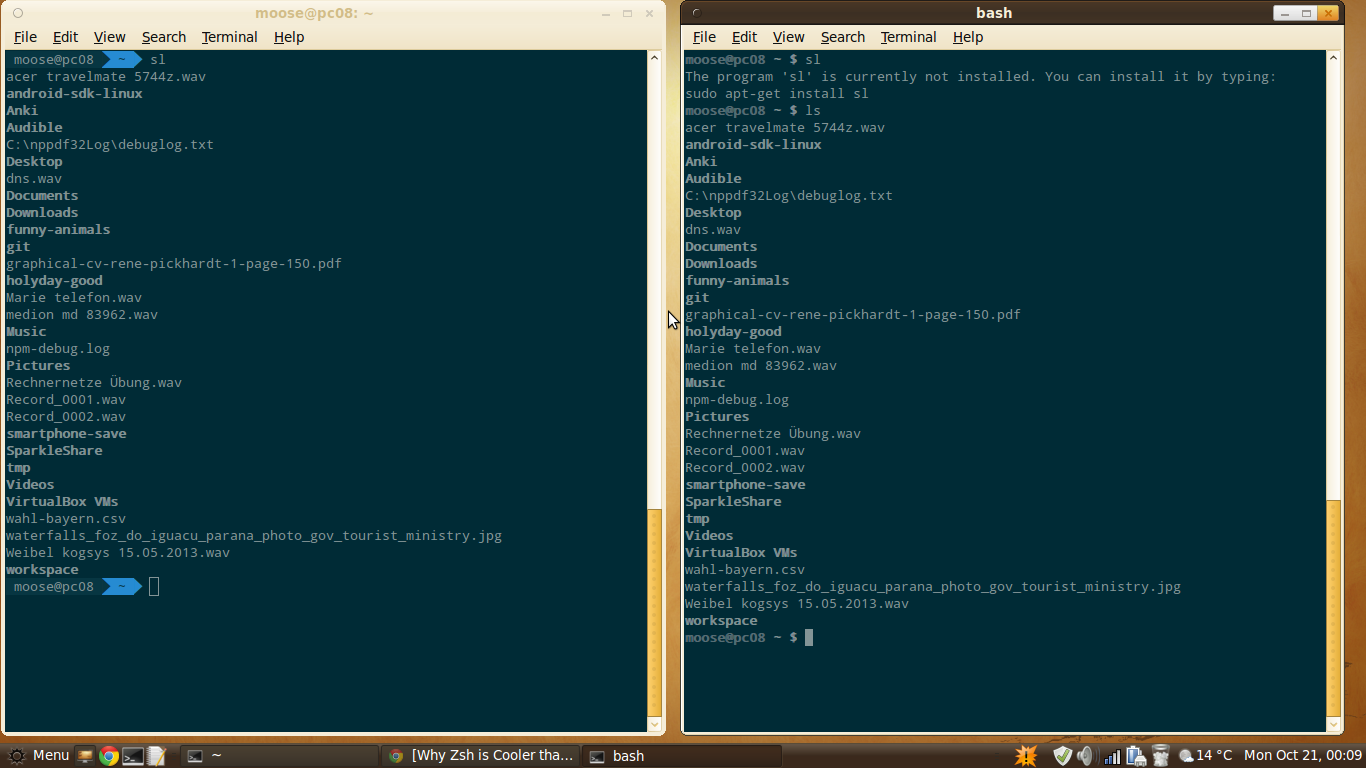 moose@pc08: ~
File Edit View Search Terminal Help
moose@pc08 ~ sl
acer travelmate 5744z.wav
android-sdk-linux
Anki
Audible
C:\nppdf32Log\debuglog.txt
Desktop
dns.wav
Documents
Downloads
funny-animals
git
graphical-cv-rene-pickhardt-1-page-150.pdf
holyday-good
Marie telefon.wav
medion md 83962.wav
Music
npm-debug.log
Pictures
Rechnernetze Übung.wav
Record_0001.wav
Record_0002.wav
smartphone-save
SparkleShare
tmp
Videos
VirtualBox VMs
wahl-bayern.csv
waterfalls_foz_do_iguacu_parana_photo_gov_tourist_ministry.jpg
Weibel kogsys 15.05.2013.wav
workspace
moose@pc08 ~
bash
File Edit View Search Terminal Help
moose@pc08 ~ $ sl
The program 'sl' is currently not installed. You can install it by typing:
sudo apt-get install sl
moose@pc08 ~ $ ls
acer travelmate 5744z.wav
android-sdk-linux
Anki
Audible
C:\nppdf32Log\debuglog.txt
Desktop
dns.wav
Documents
Downloads
funny-animals
git
graphical-cv-rene-pickhardt-1-page-150.pdf
holyday-good
Marie telefon.wav
medion md 83962.wav
Music
npm-debug.log
Pictures
Rechnernetze Übung.wav
Record_0001.wav
Record_0002.wav
smartphone-save
SparkleShare
tmp
Videos
VirtualBox VMs
wahl-bayern.csv
waterfalls_foz_do_iguacu_parana_photo_gov_tourist_ministry.jpg
Weibel kogsys 15.05.2013.wav
workspace
moose@pc08 ~ $
Menu ~ [Why Zsh is Cooler tha... bash 14 °C Mon Oct 21, 00:09